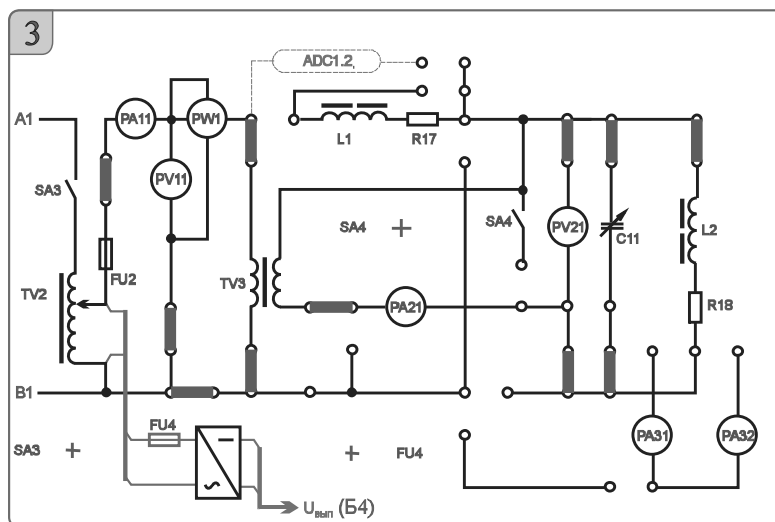 3
ADC1.2,
A1
PA11
PW1
L1
R17
SA3
PV11
SA4
SA4
PV21
C11
L2
FU2
TV2
TV3
PA21
R18
B1
FU4
PA31
PA32
SA3
FU4
Uвып (Б4)